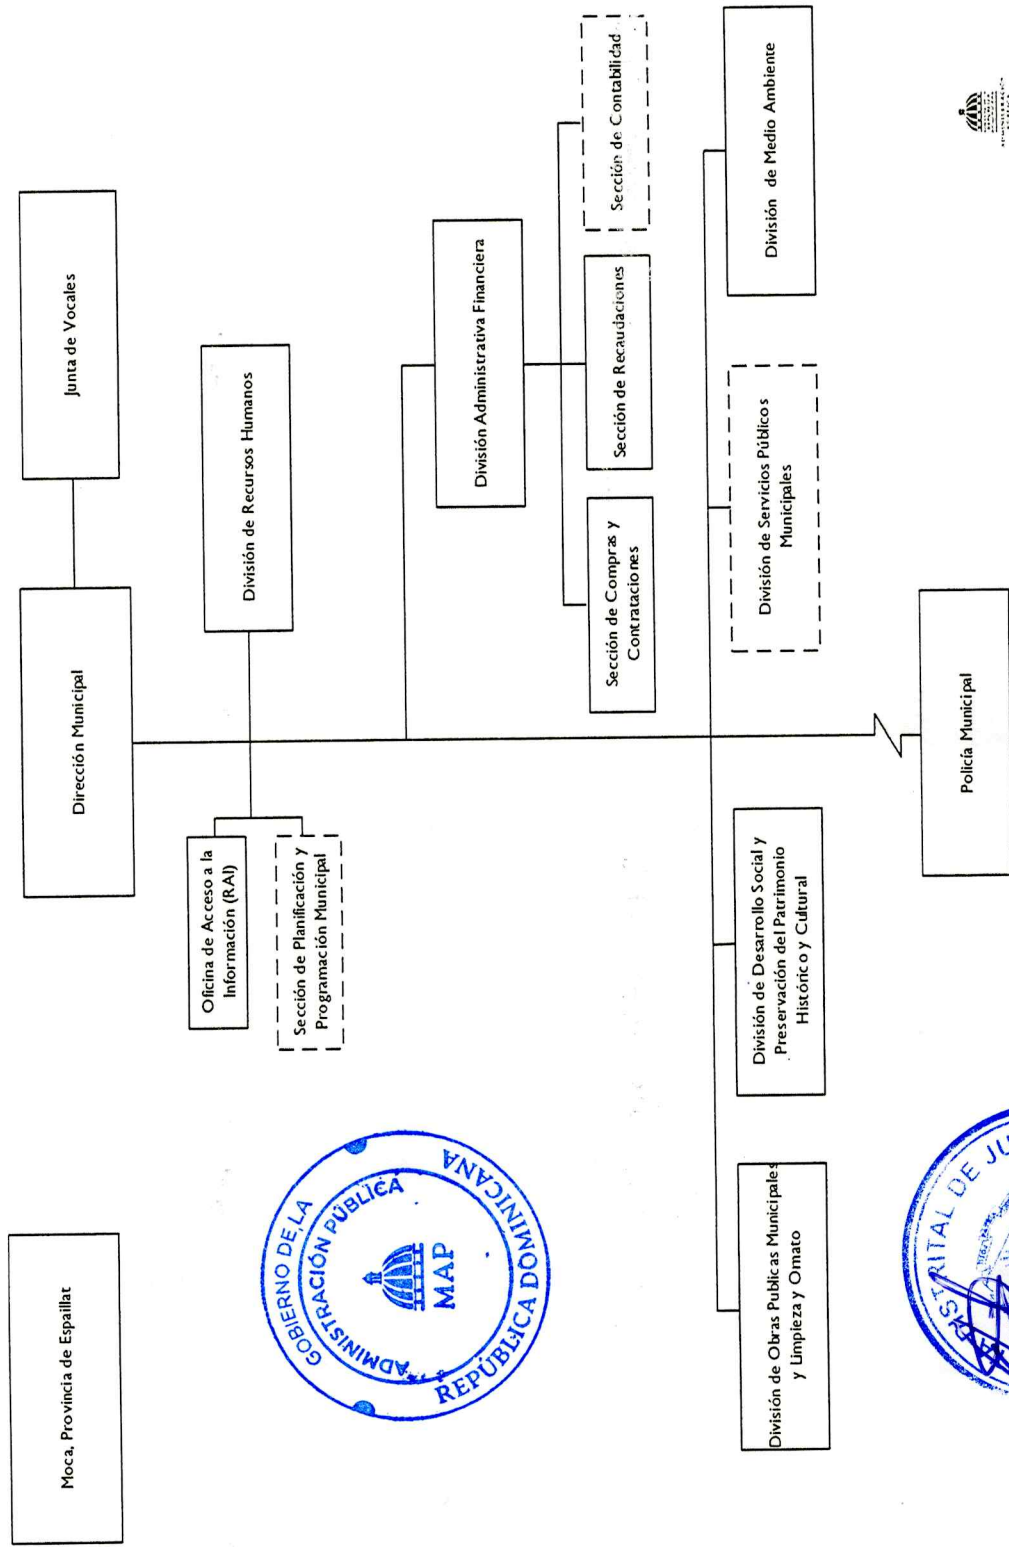 Moca, Provincia de Espaillat
Dirección Municipal
Junta de Vocales
Oficina de Acceso a la
Información (RAI)
Sección de Planificación y
Programación Municipal
División de Recursos Humanos
División Administrativa Financiera
Sección de Compras y
Contrataciones
Sección de Recaudaciones
Sección de Contabilidad
División de Obras Publicas Municipales
y Limpieza y Ornato
División de Desarrollo Social y
Preservación del Patrimonio
Histórico y Cultural
División de Servicios Públicos
Municipales
División de Medio Ambiente
Policía Municipal
GOBIERNO DE LA
REPÚBLICA DOMINICANA
ADMINISTRACIÓN PÚBLICA
MAP
DE JU